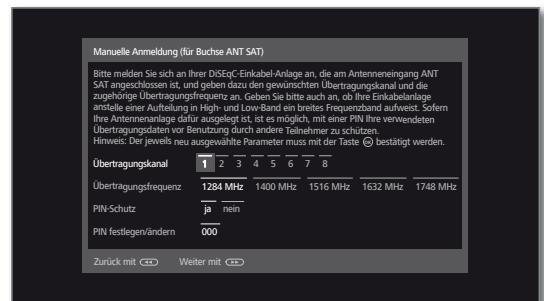 Manuelle Anmeldung (für Buchse ANT SAT)
Bitte melden Sie sich an Ihrer DiSEqC-Einkabel-Anlage an, die am Antenneneingang ANT
SAT angeschlossen ist, und geben dazu den gewünschten Übertragungskanal und die
zugehörige Übertragungsfrequenz an. Geben Sie bitte auch an, ob Ihre Einkabelanlage
anstelle einer Aufteilung in High- und Low-Band ein breites Frequenzband aufweist. Sofern
Ihre Antennenanlage dafür ausgelegt ist, ist es möglich, mit einer PIN Ihre verwendeten
Übertragungsdaten vor Benutzung durch andere Teilnehmer zu schützen.
Hinweis: Der jeweils neu ausgewählte Parameter muss mit der Taste OK bestätigt werden.
Übertragungskanal 1 2 3 4 5 6 7 8
Übertragungsfrequenz 1284 MHz 1400 MHz 1516 MHz 1632 MHz 1748 MHz
PIN-Schutz ja nein
PIN festlegen/ändern 000
Zurück mit Weiter mit